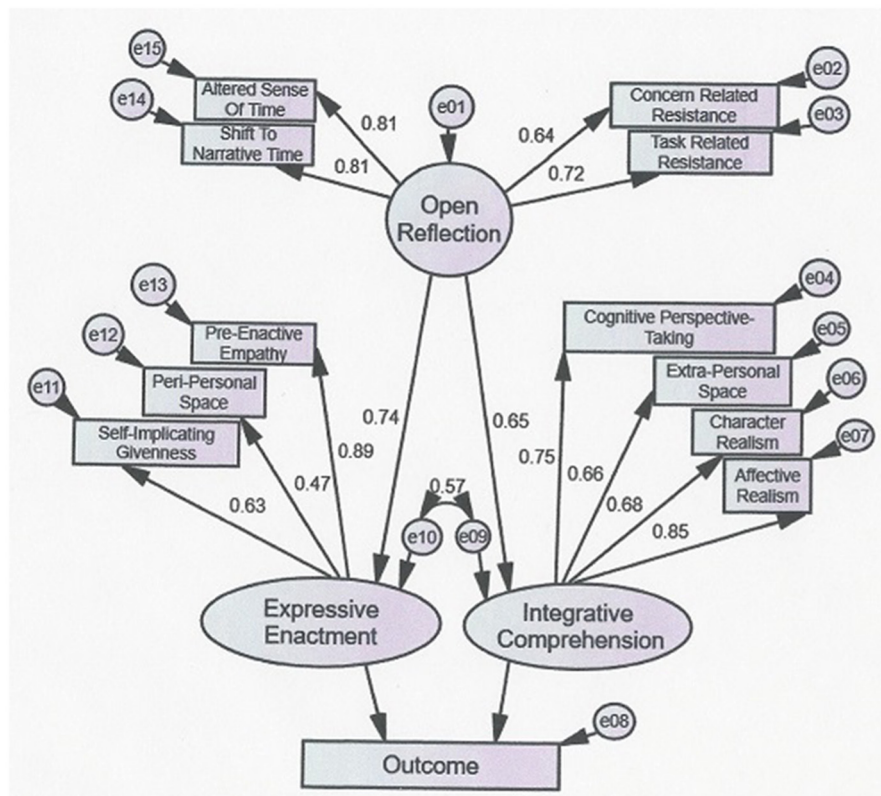 e15
Altered Sense
Of Time
e14
Shift To
Narrative Time
0.81
0.81
e01
0.64
0.72
e02
Concern Related
Resistance
e03
Task Related
Resistance
Open
Reflection
e13
Pre-Enactive
Empathy
e12
Peri-Personal
Space
e11
Self-Implicating
Givenness
0.63
0.47
0.89
0.74
0.65
0.57
e10
e09
e04
Cognitive Perspective-
Taking
e05
Extra-Personal
Space
e06
Character
Realism
e07
Affective
Realism
0.75
0.66
0.68
0.85
Expressive
Enactment
Integrative
Comprehension
e08
Outcome